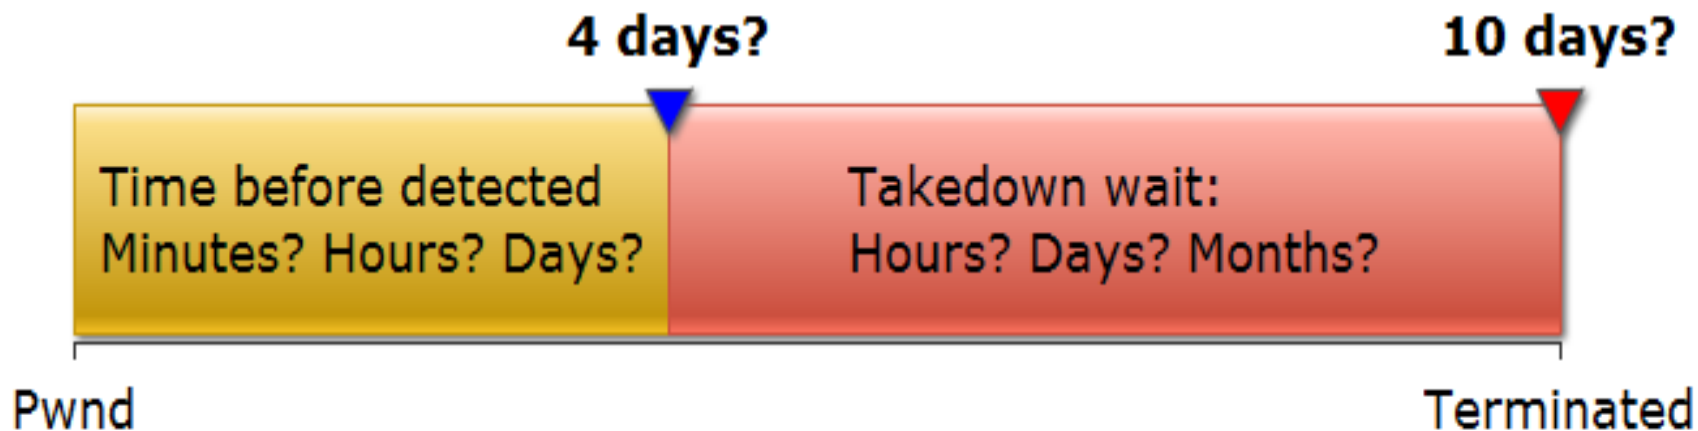 4 days?
10 days?
Time before detected
Minutes? Hours? Days?
Takedown wait:
Hours? Days? Months?
Pwnd
Terminated